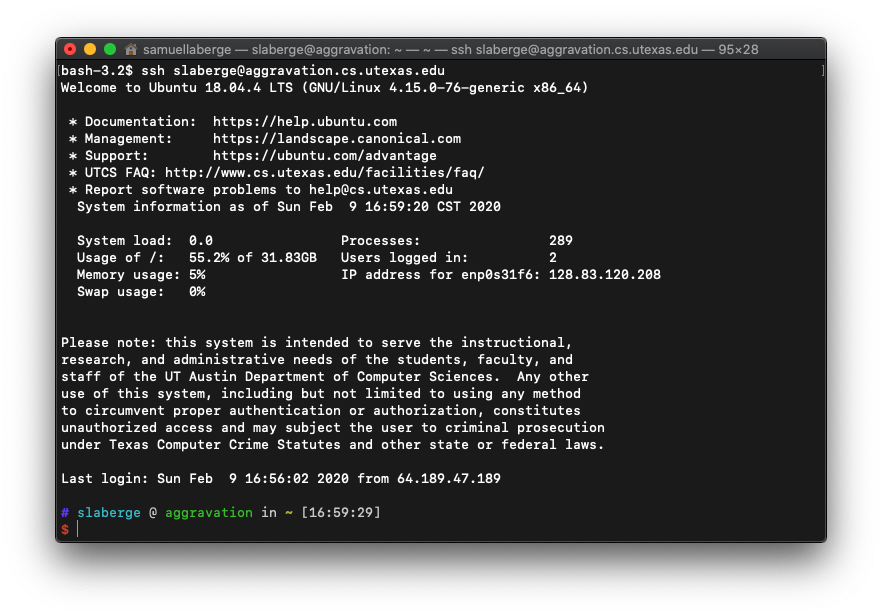 samuellaberge — slaberge@aggravation: ~ — ~ — ssh slaberge@aggravation.cs.utexas.edu — 95×28
[bash-3.2$ ssh slaberge@aggravation.cs.utexas.edu ]
Welcome to Ubuntu 18.04.4 LTS (GNU/Linux 4.15.0-76-generic x86_64)
* Documentation:  https://help.ubuntu.com
* Management:     https://landscape.canonical.com
* Support:        https://ubuntu.com/advantage
* UTCS FAQ: http://www.cs.utexas.edu/facilities/faq/
* Report software problems to help@cs.utexas.edu
System information as of Sun Feb  9 16:59:20 CST 2020
System load:  0.0                Processes:                289
Usage of /:   55.2% of 31.83GB   Users logged in:          2
Memory usage: 5%                 IP address for enp0s31f6: 128.83.120.208
Swap usage:   0%
Please note: this system is intended to serve the instructional,
research, and administrative needs of the students, faculty, and
staff of the UT Austin Department of Computer Sciences.  Any other
use of this system, including but not limited to using any method
to circumvent proper authentication or authorization, constitutes
unauthorized access and may subject the user to criminal prosecution
under Texas Computer Crime Statutes and other state or federal laws.
Last login: Sun Feb  9 16:56:02 2020 from 64.189.47.189
# slaberge @ aggravation in ~ [16:59:29]
$